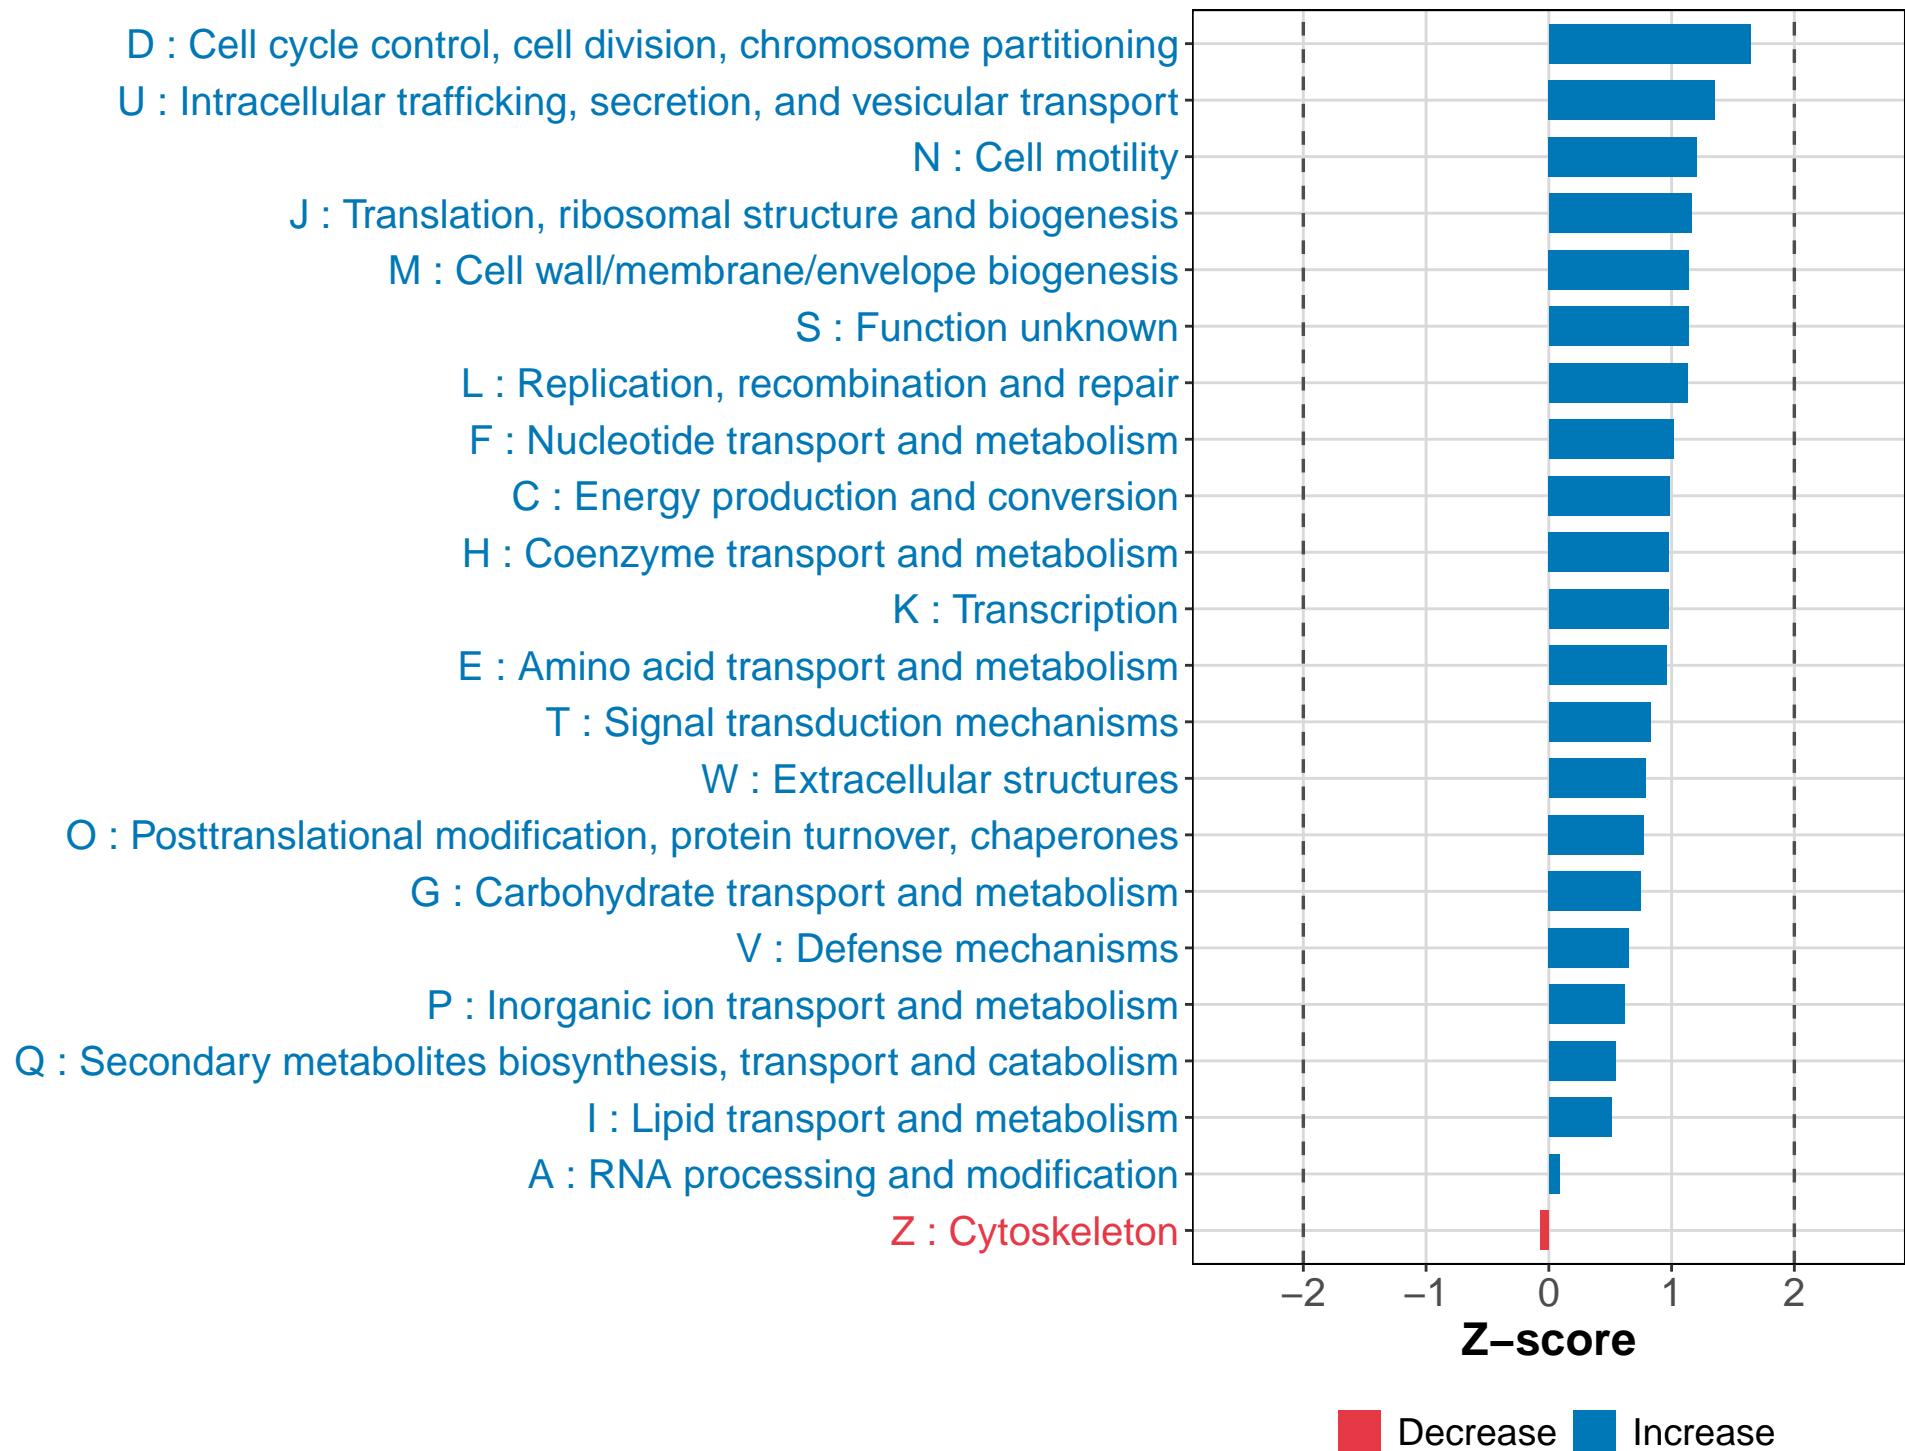 D : Cell cycle control, cell division, chromosome partitioning
U : Intracellular trafficking, secretion, and vesicular transport
N : Cell motility
J : Translation, ribosomal structure and biogenesis
M : Cell wall/membrane/envelope biogenesis
S : Function unknown
L : Replication, recombination and repair
F : Nucleotide transport and metabolism
C : Energy production and conversion
H : Coenzyme transport and metabolism
K : Transcription
E : Amino acid transport and metabolism
T : Signal transduction mechanisms
W : Extracellular structures
O : Posttranslational modification, protein turnover, chaperones
G : Carbohydrate transport and metabolism
V : Defense mechanisms
P : Inorganic ion transport and metabolism
Q : Secondary metabolites biosynthesis, transport and catabolism
I : Lipid transport and metabolism
A : RNA processing and modification
Z : Cytoskeleton
−2 −1 0 1 2
Z−score
Decrease Increase